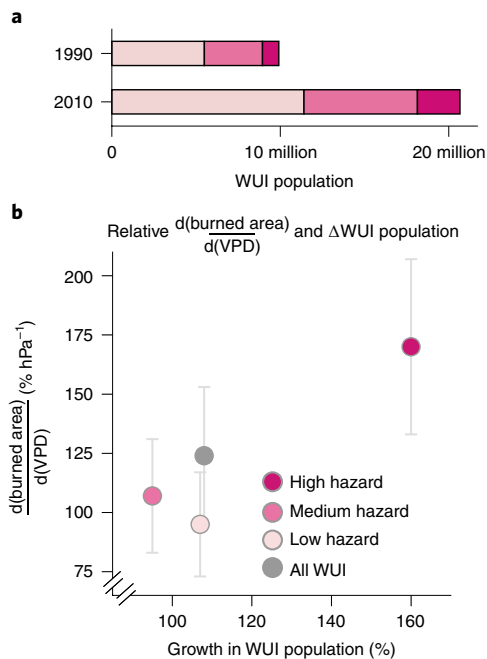 a
1990
2010
0
10 million
20 million
WUI population
b
Relative d(burned area)/d(VPD) and ΔWUI population
200
175
150
125
100
75
d(burned area)/d(VPD) (% hPa⁻¹)
High hazard
Medium hazard
Low hazard
All WUI
100
120
140
160
Growth in WUI population (%)